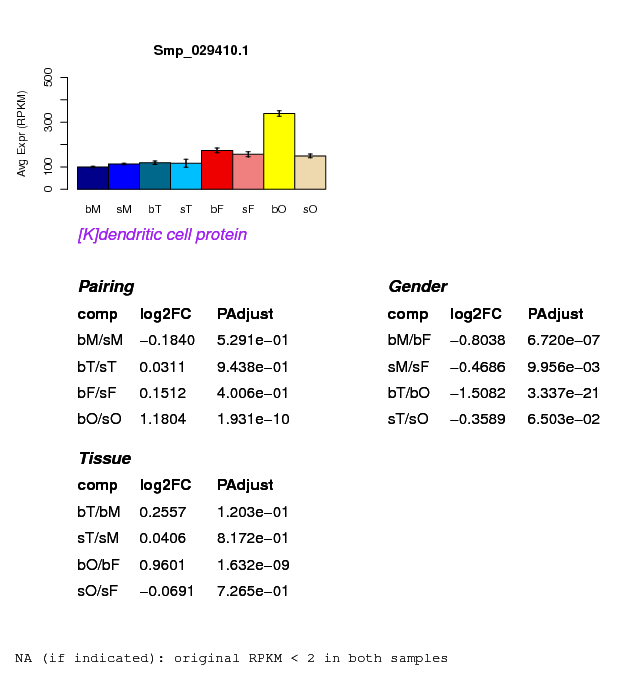 Smp_029410.1
Avg Expr (RPKM)
0 100 300 500
bM sM bT sT bF sF bO sO
[K]dendritic cell protein
Pairing
comp log2FC PAdjust
bM/sM −0.1840 5.291e−01
bT/sT 0.0311 9.438e−01
bF/sF 0.1512 4.006e−01
bO/sO 1.1804 1.931e−10
Gender
comp log2FC PAdjust
bM/bF −0.8038 6.720e−07
sM/sF −0.4686 9.956e−03
bT/bO −1.5082 3.337e−21
sT/sO −0.3589 6.503e−02
Tissue
comp log2FC PAdjust
bT/bM 0.2557 1.203e−01
sT/sM 0.0406 8.172e−01
bO/bF 0.9601 1.632e−09
sO/sF −0.0691 7.265e−01
NA (if indicated): original RPKM < 2 in both samples